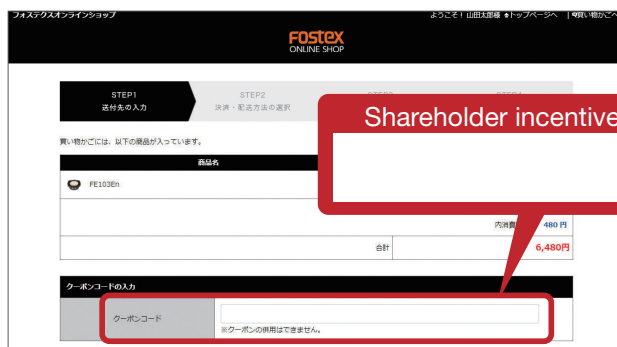 フォステクスオンラインショップ
ようこそ！ 山田太郎様 トップページへ | 買い物かごへ
FOSTEX
ONLINE SHOP
STEP1
送付先の入力
STEP2
決済・配送方法の選択
Shareholder incentive
買い物かごには、以下の商品が入っています。
商品名
FE103En
内消費
480 円
合計
6,480円
クーポンコードの入力
クーポンコード
※クーポンの併用はできません。